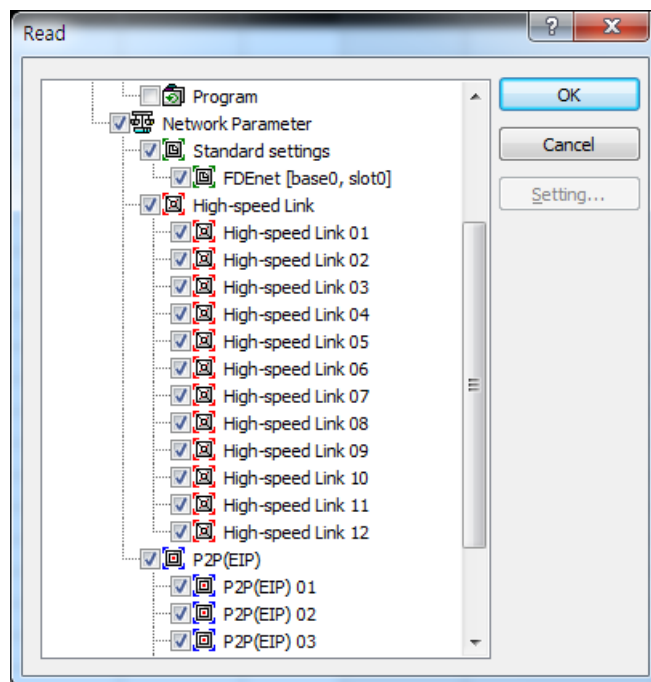 Read
Program
Network Parameter
Standard settings
FDEnet [base0, slot0]
High-speed Link
High-speed Link 01
High-speed Link 02
High-speed Link 03
High-speed Link 04
High-speed Link 05
High-speed Link 06
High-speed Link 07
High-speed Link 08
High-speed Link 09
High-speed Link 10
High-speed Link 11
High-speed Link 12
P2P(EIP)
P2P(EIP) 01
P2P(EIP) 02
P2P(EIP) 03
OK
Cancel
Setting...